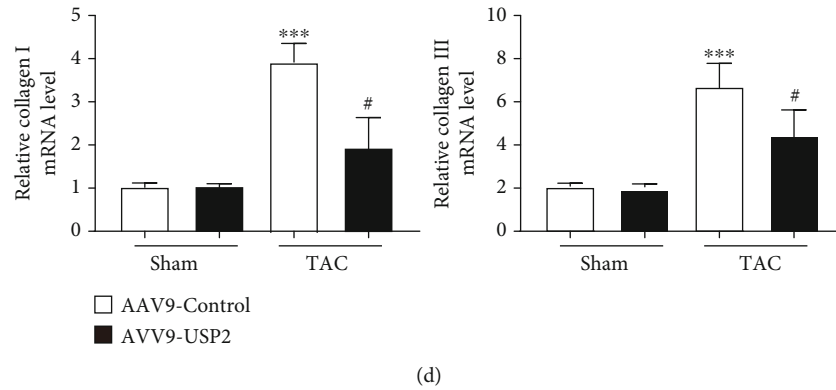 Relative collagen I
mRNA level
5
4
3
2
1
0
***
#
Sham
TAC
Relative collagen III
mRNA level
10
8
6
4
2
0
***
#
Sham
TAC
AAV9-Control
AVV9-USP2
(d)